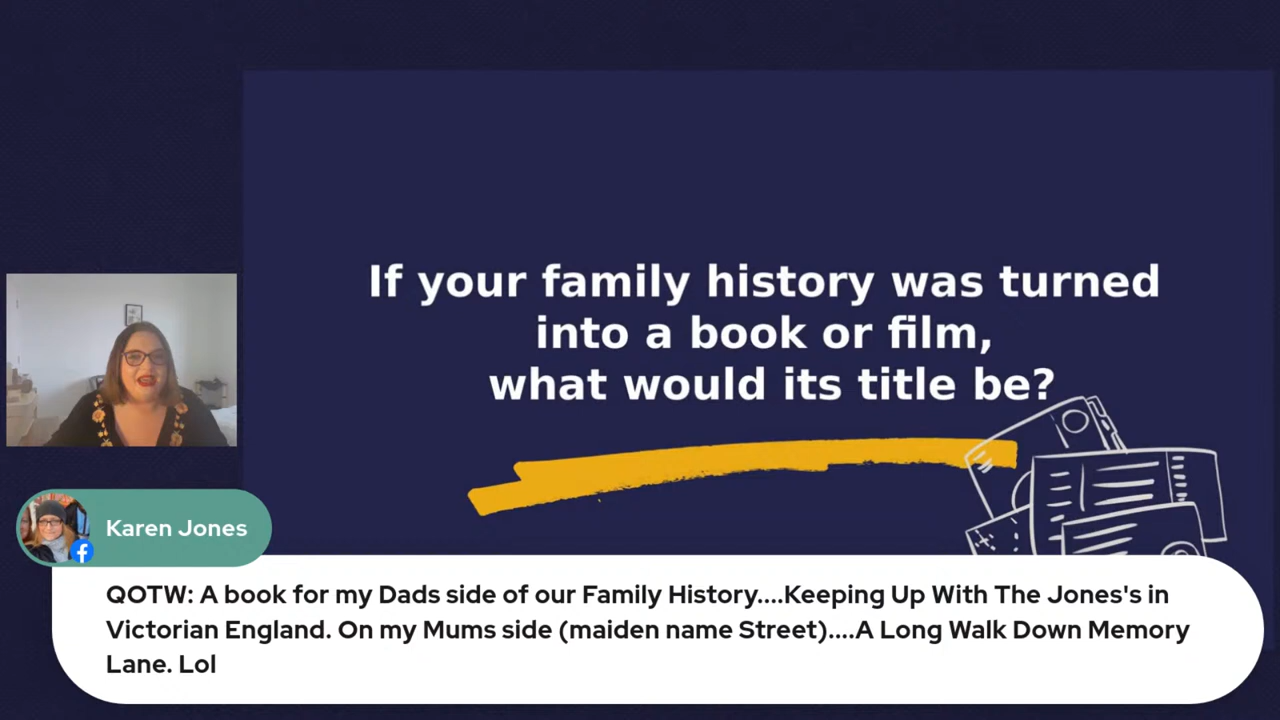 If your family history was turned
into a book or film,
what would its title be?
Karen Jones
QOTW: A book for my Dads side of our Family History....Keeping Up With The Jones's in
Victorian England. On my Mums side (maiden name Street)....A Long Walk Down Memory
Lane. Lol